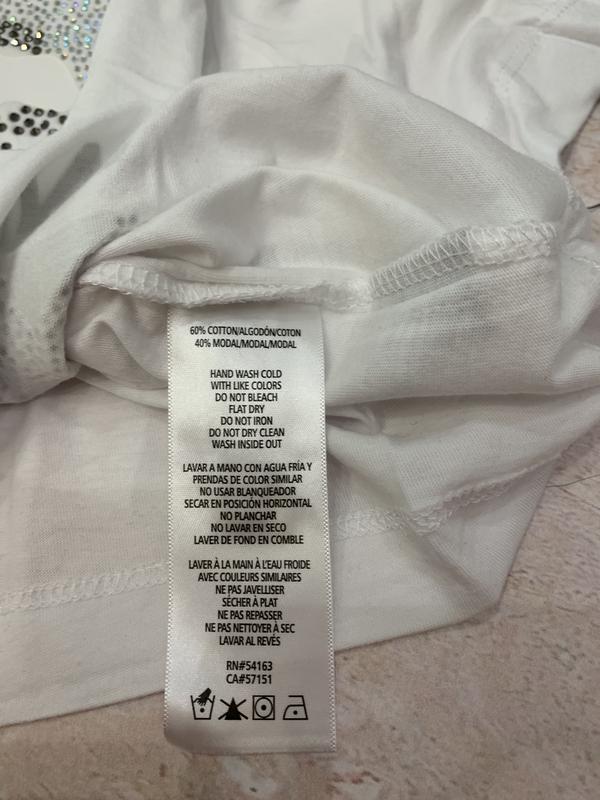 60% COTTON/ALGODÓN/COTON
40% MODAL/MODAL/MODAL
HAND WASH COLD
WITH LIKE COLORS
DO NOT BLEACH
FLAT DRY
DO NOT IRON
DO NOT DRY CLEAN
WASH INSIDE OUT
LAVAR A MANO CON AGUA FRÍA Y
PRENDAS DE COLOR SIMILAR
NO USAR BLANQUEADOR
SECAR EN POSICIÓN HORIZONTAL
NO PLANCHAR
NO LAVAR EN SECO
LAVER DE FOND EN COMBLE
LAVER À LA MAIN À L'EAU FROIDE
AVEC COULEURS SIMILAIRES
NE PAS JAVELLISER
SÉCHER À PLAT
NE PAS REPASSER
NE PAS NETTOYER À SEC
LAVAR AL REVÉS
RN#54163
CA#57151